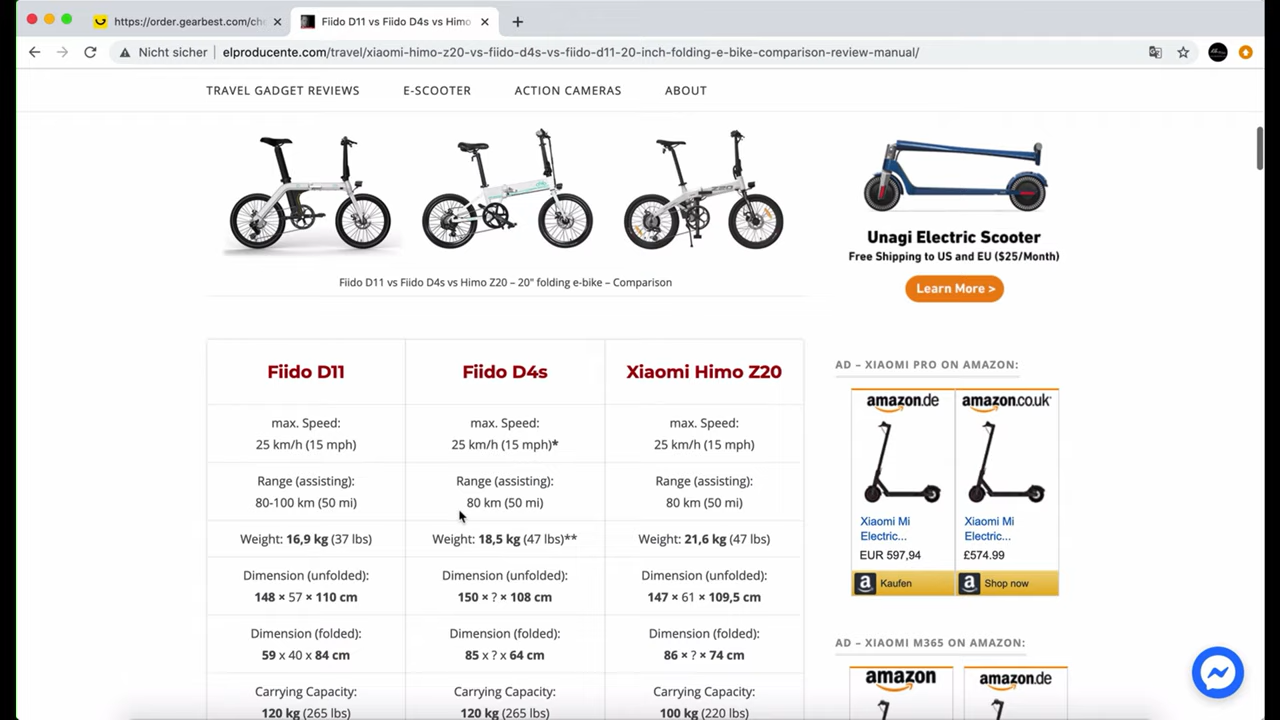 https://order.gearbest.com/che
Fiido D11 vs Fiido D4s vs Himo
Nicht sicher
elproducente.com/travel/xiaomi-himo-z20-vs-fiido-d4s-vs-fiido-d11-20-inch-folding-e-bike-comparison-review-manual/
TRAVEL GADGET REVIEWS
E-SCOOTER
ACTION CAMERAS
ABOUT
Fiido D11 vs Fiido D4s vs Himo Z20 – 20" folding e-bike – Comparison
Unagi Electric Scooter
Free Shipping to US and EU ($25/Month)
Learn More >
Fiido D11
Fiido D4s
Xiaomi Himo Z20
max. Speed:
25 km/h (15 mph)
max. Speed:
25 km/h (15 mph)*
max. Speed:
25 km/h (15 mph)
Range (assisting):
80-100 km (50 mi)
Range (assisting):
80 km (50 mi)
Range (assisting):
80 km (50 mi)
Weight: 16,9 kg (37 lbs)
Weight: 18,5 kg (47 lbs)**
Weight: 21,6 kg (47 lbs)
Dimension (unfolded):
148 × 57 × 110 cm
Dimension (unfolded):
150 × ? × 108 cm
Dimension (unfolded):
147 × 61 × 109,5 cm
Dimension (folded):
59 x 40 x 84 cm
Dimension (folded):
85 x ? x 64 cm
Dimension (folded):
86 × ? × 74 cm
Carrying Capacity:
120 kg (265 lbs)
Carrying Capacity:
120 kg (265 lbs)
Carrying Capacity:
100 kg (220 lbs)
AD – XIAOMI PRO ON AMAZON:
amazon.de
Xiaomi Mi
Electric...
EUR 597,94
Kaufen
amazon.co.uk
Xiaomi Mi
Electric...
£574.99
Shop now
AD – XIAOMI M365 ON AMAZON:
amazon
amazon.de